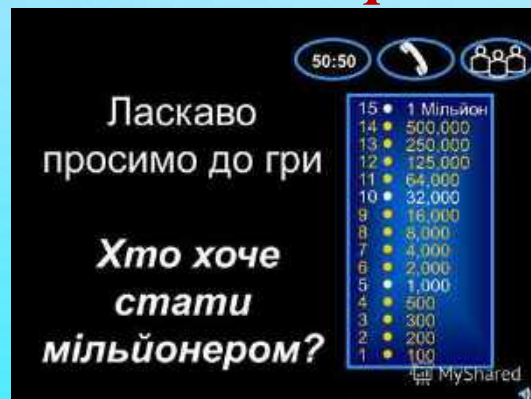 50:50
Ласкаво
просимо до гри
Хто хоче
стати
мільйонером?
15 • 1 Мільйон
14 • 500,000
13 • 250,000
12 • 125,000
11 • 64,000
10 • 32,000
9 • 16,000
8 • 8,000
7 • 4,000
6 • 2,000
5 • 1,000
4 • 500
3 • 300
2 • 200
1 • 100
MyShared